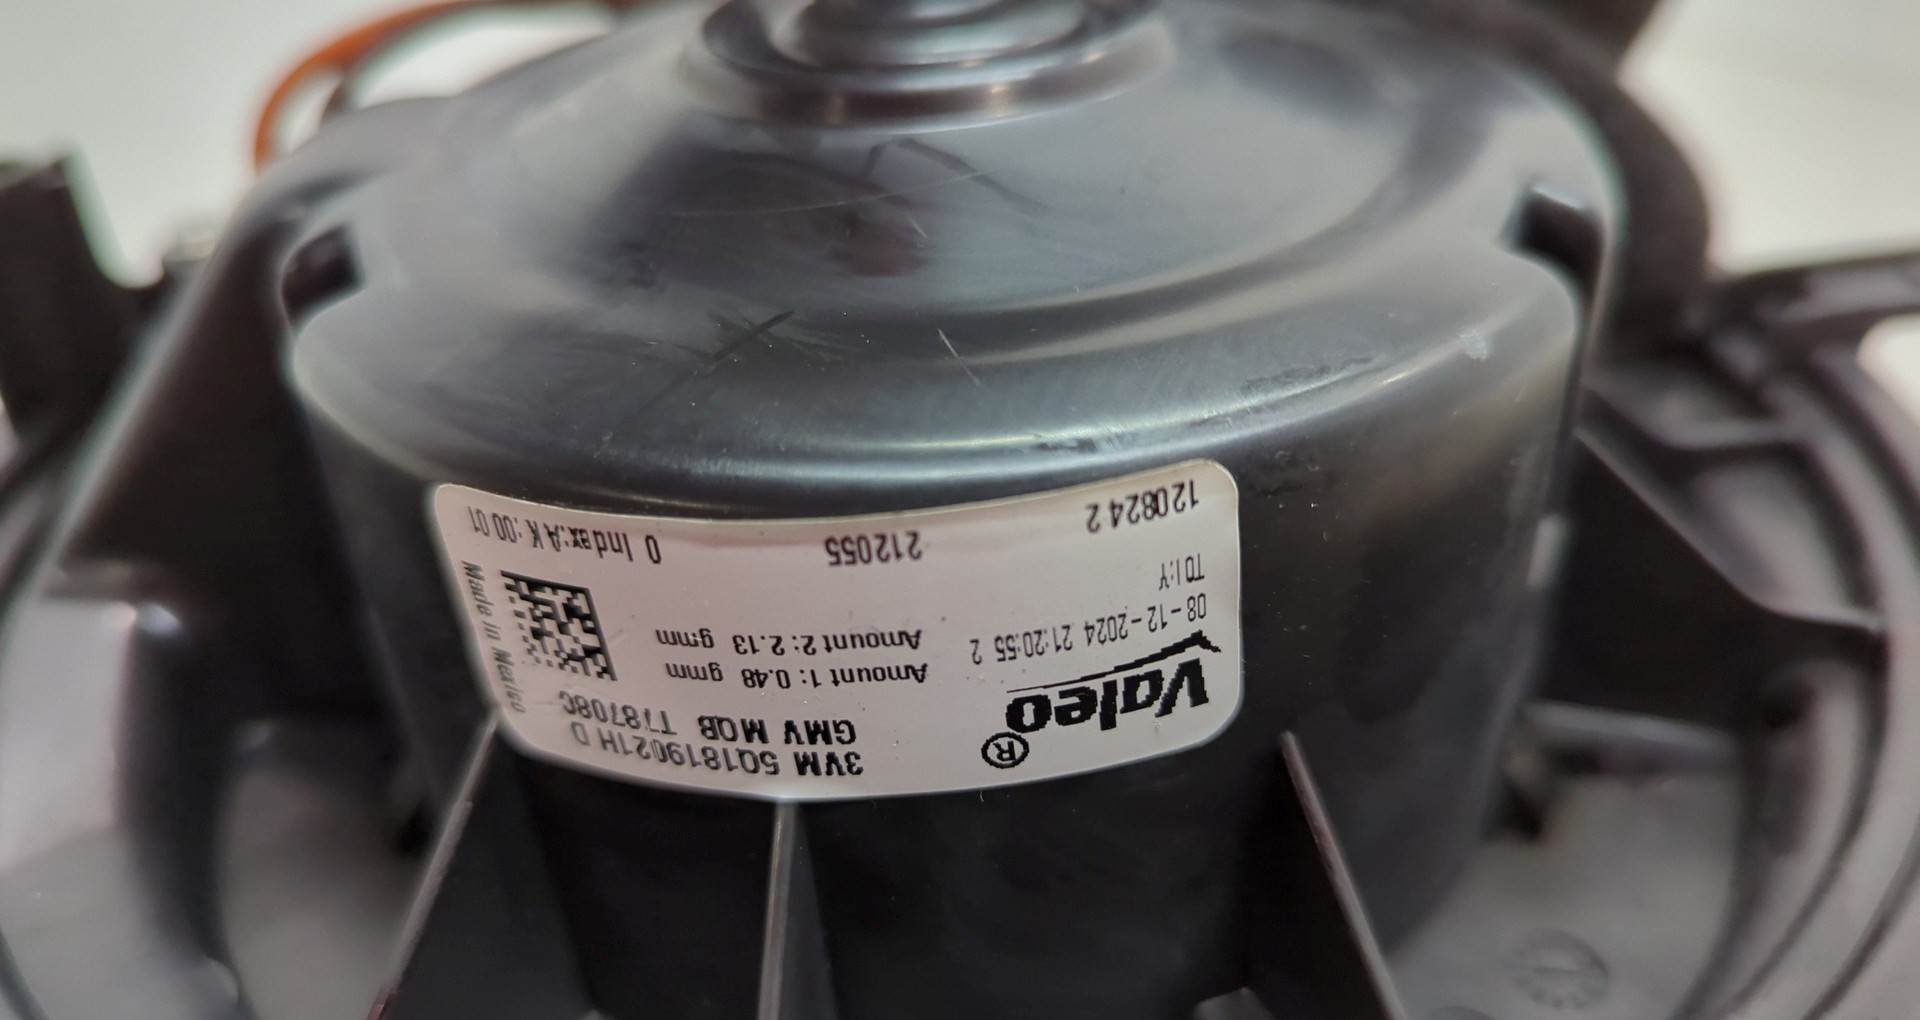 Valeo ®
3VM 5Q1819021H D
GMV MQB T78708C
Amount 1: 0.48 gmm
Amount 2: 2.13 gmm
08-12-2024 21:20:55 2
TOI:Y
120824 2 212055 0 Index:A K:00 01
Made in Mexico